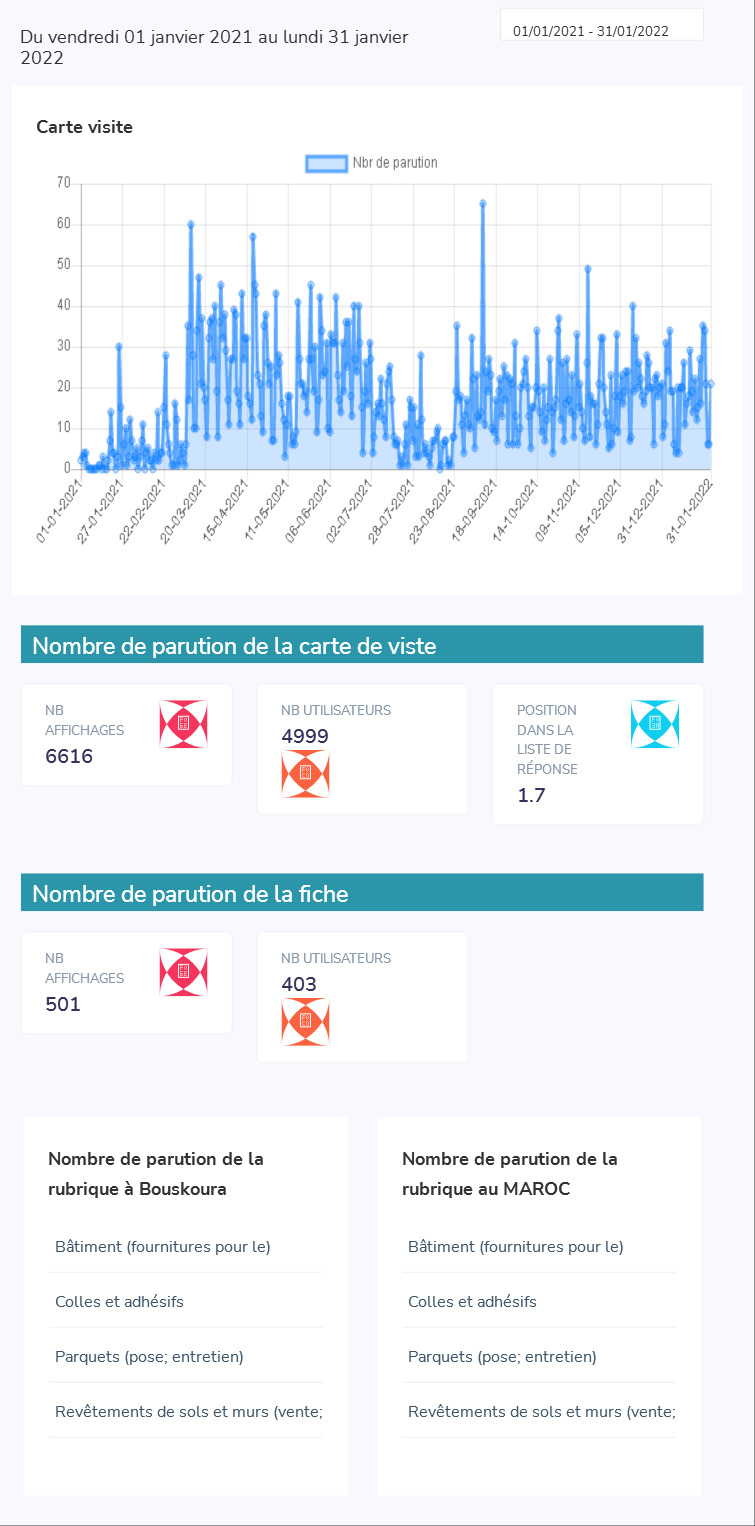 Du vendredi 01 janvier 2021 au lundi 31 janvier
2022
01/01/2021 - 31/01/2022
Carte visite
Nbr de parution
70
60
50
40
30
20
10
0
01-01-2021
27-01-2021
22-02-2021
20-03-2021
15-04-2021
11-05-2021
06-06-2021
02-07-2021
28-07-2021
23-08-2021
18-09-2021
14-10-2021
09-11-2021
05-12-2021
31-12-2021
31-01-2022
Nombre de parution de la carte de viste
NB
AFFICHAGES
6616
NB UTILISATEURS
4999
POSITION
DANS LA
LISTE DE
RÉPONSE
1.7
Nombre de parution de la fiche
NB
AFFICHAGES
501
NB UTILISATEURS
403
Nombre de parution de la
rubrique à Bouskoura
Bâtiment (fournitures pour le)
Colles et adhésifs
Parquets (pose; entretien)
Revêtements de sols et murs (vente;
Nombre de parution de la
rubrique au MAROC
Bâtiment (fournitures pour le)
Colles et adhésifs
Parquets (pose; entretien)
Revêtements de sols et murs (vente;